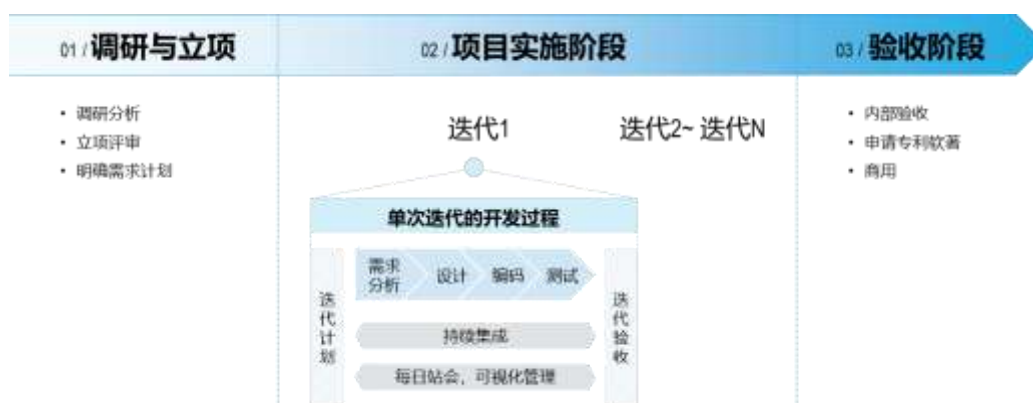 01 / 调研与立项
02 / 项目实施阶段
03 / 验收阶段
• 调研分析
• 立项评审
• 明确需求计划
迭代1
迭代2~ 迭代N
单次迭代的开发过程
迭代计划
需求
分析
设计
编码
测试
持续集成
每日站会，可视化管理
迭代验收
• 内部验收
• 申请专利软著
• 商用